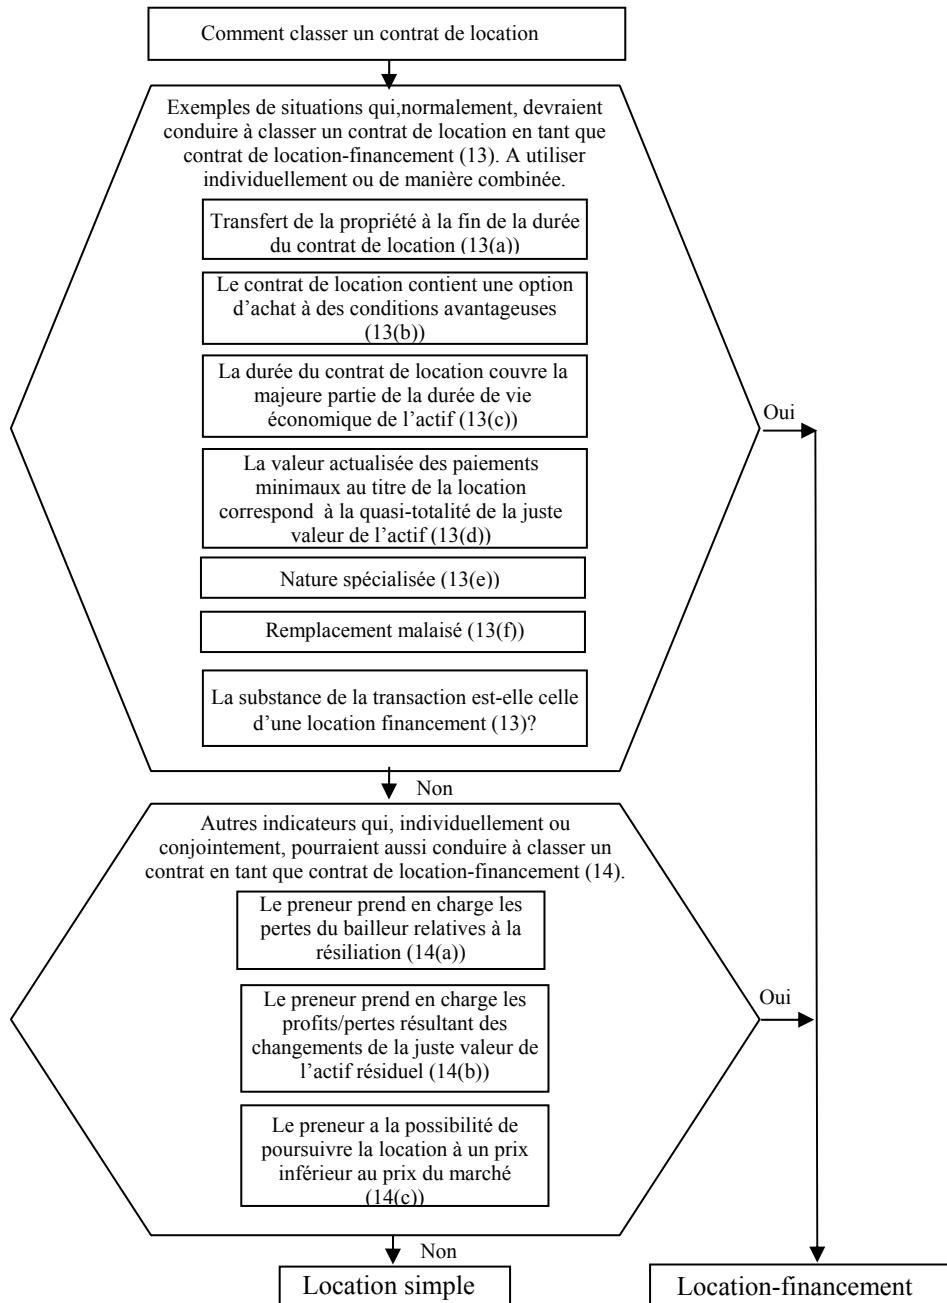 Comment classer un contrat de location
Exemples de situations qui,normalement, devraient
conduire à classer un contrat de location en tant que
contrat de location-financement (13). A utiliser
individuellement ou de manière combinée.
Transfert de la propriété à la fin de la durée
du contrat de location (13(a))
Le contrat de location contient une option
d’achat à des conditions avantageuses
(13(b))
La durée du contrat de location couvre la
majeure partie de la durée de vie
économique de l’actif (13(c))
Oui
La valeur actualisée des paiements
minimaux au titre de la location
correspond à la quasi-totalité de la juste
valeur de l’actif (13(d))
Nature spécialisée (13(e))
Remplacement malaisé (13(f))
La substance de la transaction est-elle celle
d’une location financement (13)?
Non
Autres indicateurs qui, individuellement ou
conjointement, pourraient aussi conduire à classer un
contrat en tant que contrat de location-financement (14).
Le preneur prend en charge les
pertes du bailleur relatives à la
résiliation (14(a))
Le preneur prend en charge les
profits/pertes résultant des
changements de la juste valeur de
l’actif résiduel (14(b))
Oui
Le preneur a la possibilité de
poursuivre la location à un prix
inférieur au prix du marché
(14(c))
Non
Location simple
Location-financement